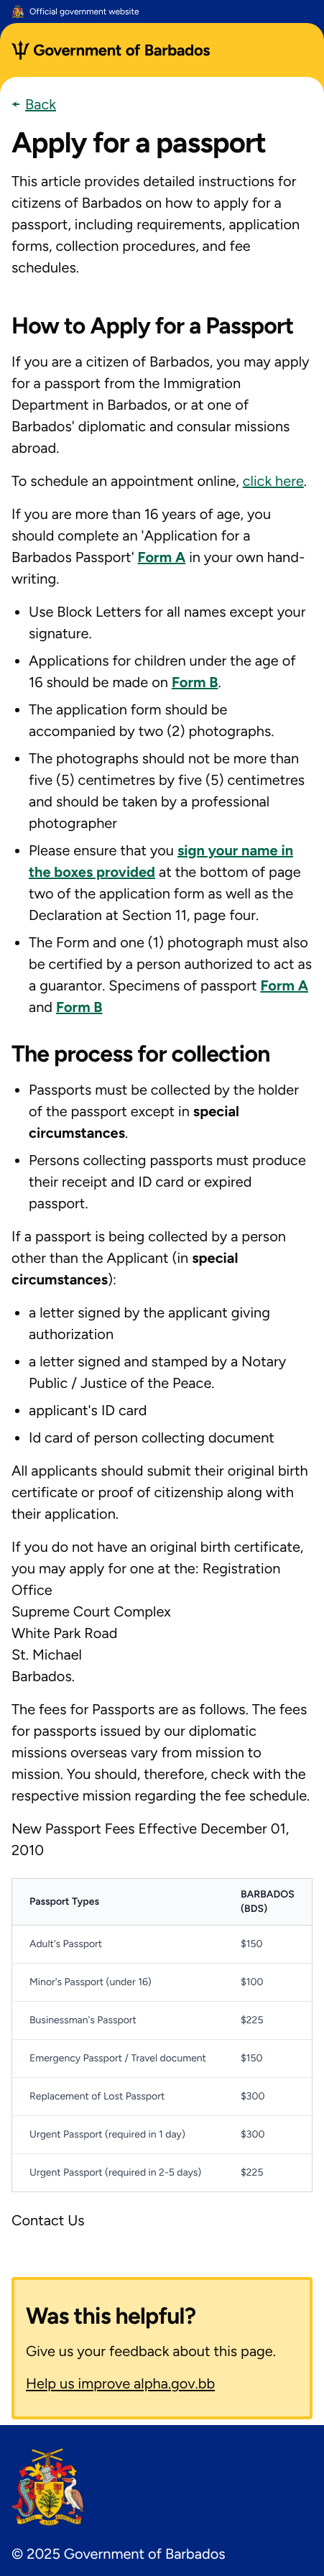 Official government website
Government of Barbados
← Back
Apply for a passport
This article provides detailed instructions for
citizens of Barbados on how to apply for a
passport, including requirements, application
forms, collection procedures, and fee
schedules.
How to Apply for a Passport
If you are a citizen of Barbados, you may apply
for a passport from the Immigration
Department in Barbados, or at one of
Barbados' diplomatic and consular missions
abroad.
To schedule an appointment online, click here.
If you are more than 16 years of age, you
should complete an 'Application for a
Barbados Passport' Form A in your own hand-
writing.
• Use Block Letters for all names except your
signature.
• Applications for children under the age of
16 should be made on Form B.
• The application form should be
accompanied by two (2) photographs.
• The photographs should not be more than
five (5) centimetres by five (5) centimetres
and should be taken by a professional
photographer
• Please ensure that you sign your name in
the boxes provided at the bottom of page
two of the application form as well as the
Declaration at Section 11, page four.
• The Form and one (1) photograph must also
be certified by a person authorized to act as
a guarantor. Specimens of passport Form A
and Form B
The process for collection
• Passports must be collected by the holder
of the passport except in special
circumstances.
• Persons collecting passports must produce
their receipt and ID card or expired
passport.
If a passport is being collected by a person
other than the Applicant (in special
circumstances):
• a letter signed by the applicant giving
authorization
• a letter signed and stamped by a Notary
Public / Justice of the Peace.
• applicant's ID card
• Id card of person collecting document
All applicants should submit their original birth
certificate or proof of citizenship along with
their application.
If you do not have an original birth certificate,
you may apply for one at the: Registration
Office
Supreme Court Complex
White Park Road
St. Michael
Barbados.
The fees for Passports are as follows. The fees
for passports issued by our diplomatic
missions overseas vary from mission to
mission. You should, therefore, check with the
respective mission regarding the fee schedule.
New Passport Fees Effective December 01,
2010
Passport Types BARBADOS (BDS)
Adult's Passport $150
Minor's Passport (under 16) $100
Businessman's Passport $225
Emergency Passport / Travel document $150
Replacement of Lost Passport $300
Urgent Passport (required in 1 day) $300
Urgent Passport (required in 2-5 days) $225
Contact Us
Was this helpful?
Give us your feedback about this page.
Help us improve alpha.gov.bb
© 2025 Government of Barbados